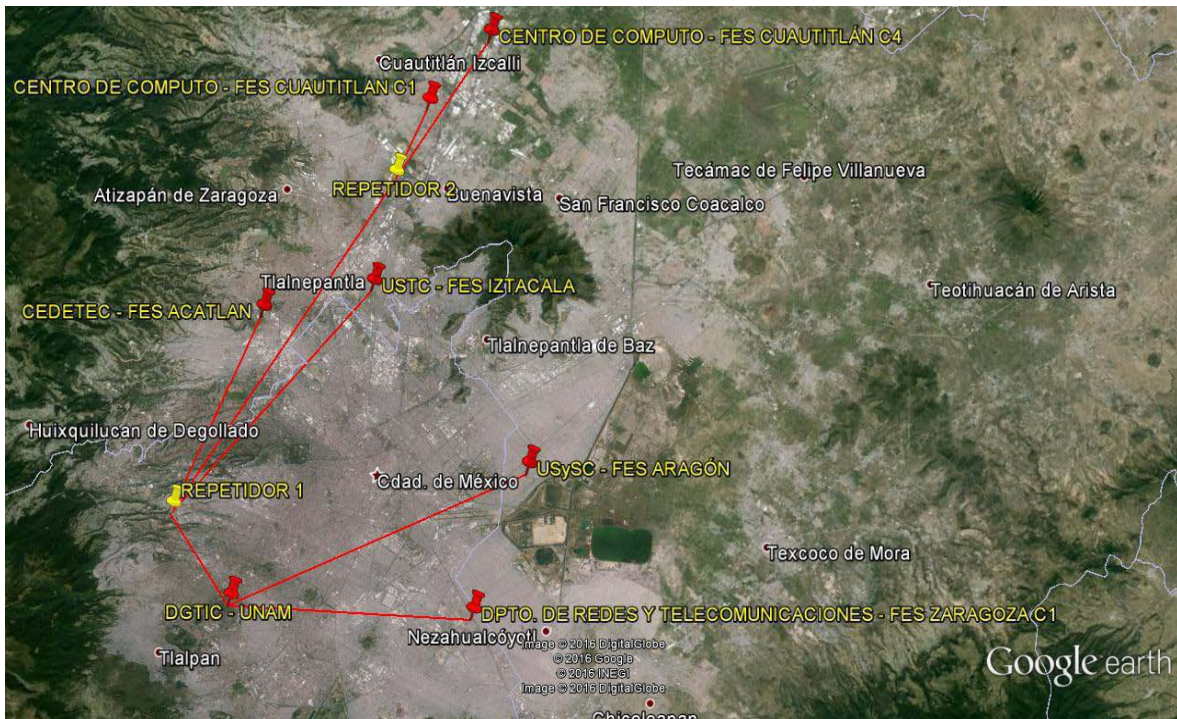 CENTRO DE COMPUTO - FES CUAUTITLÁN C4
Cuautitlán Izcalli
CENTRO DE COMPUTO - FES CUAUTITLAN C1
Tecámac de Felipe Villanueva
Atizapán de Zaragoza
REPETIDOR 2
Buenavista
San Francisco Coacalco
Tlalnepantla
USTC - FES IZTACALA
Teotihuacán de Arista
CEDETEC - FES ACATLAN
Tlalnepantla de Baz
Huixquilucan de Degollado
USySC - FES ARAGÓN
Cdad. de México
REPETIDOR 1
Texcoco de Mora
DGTIC - UNAM
DPTO. DE REDES Y TELECOMUNICACIONES - FES ZARAGOZA C1
Nezahualcóyotl
Image © 2016 DigitalGlobe
© 2016 Google
© 2016 INEGI
Image © 2016 DigitalGlobe
Tlalpan
Google earth
Chicoloapan